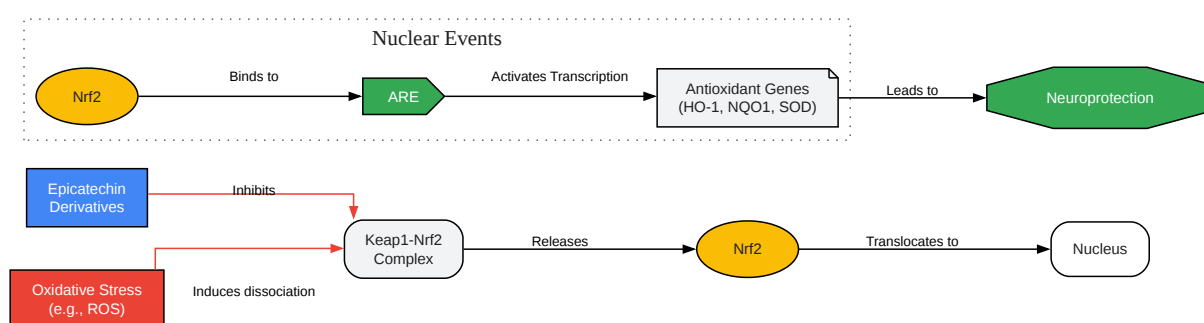 Nuclear Events
Nrf2
Binds to
ARE
Activates Transcription
Antioxidant Genes
(HO-1, NQO1, SOD)
Leads to
Neuroprotection
Epicatechin
Derivatives
Inhibits
Keap1-Nrf2
Complex
Releases
Nrf2
Translocates to
Nucleus
Oxidative Stress
(e.g., ROS)
Induces dissociation